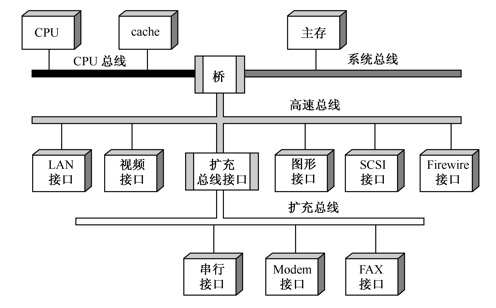 CPU
cache
主存
CPU 总线
桥
系统总线
高速总线
LAN
接口
视频
接口
扩充
总线接口
图形
接口
SCSI
接口
Firewire
接口
扩充总线
串行
接口
Modem
接口
FAX
接口